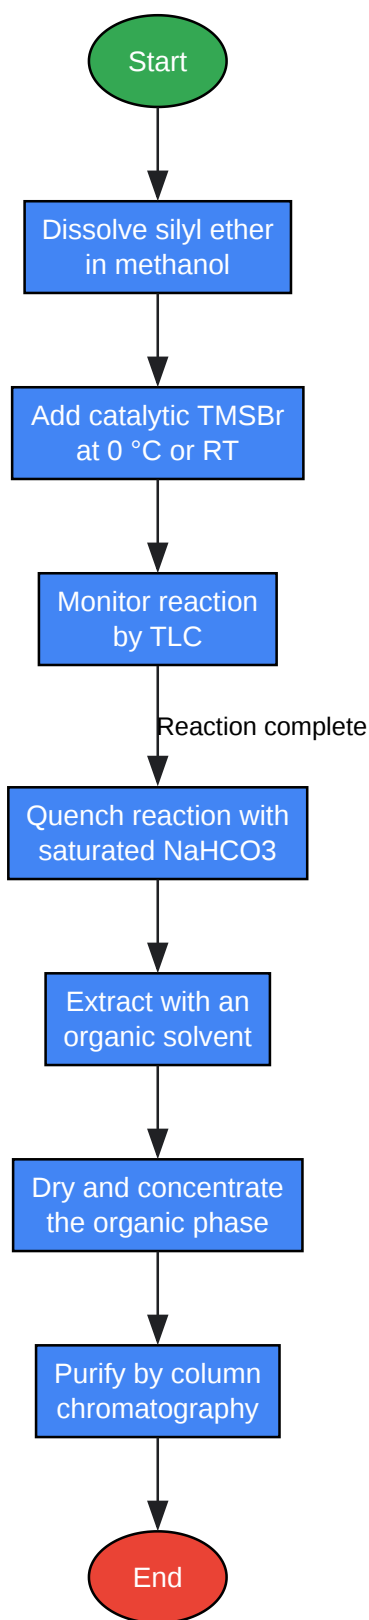 Start
Dissolve silyl ether
in methanol
Add catalytic TMSBr
at 0 °C or RT
Monitor reaction
by TLC
Reaction complete
Quench reaction with
saturated NaHCO3
Extract with an
organic solvent
Dry and concentrate
the organic phase
Purify by column
chromatography
End